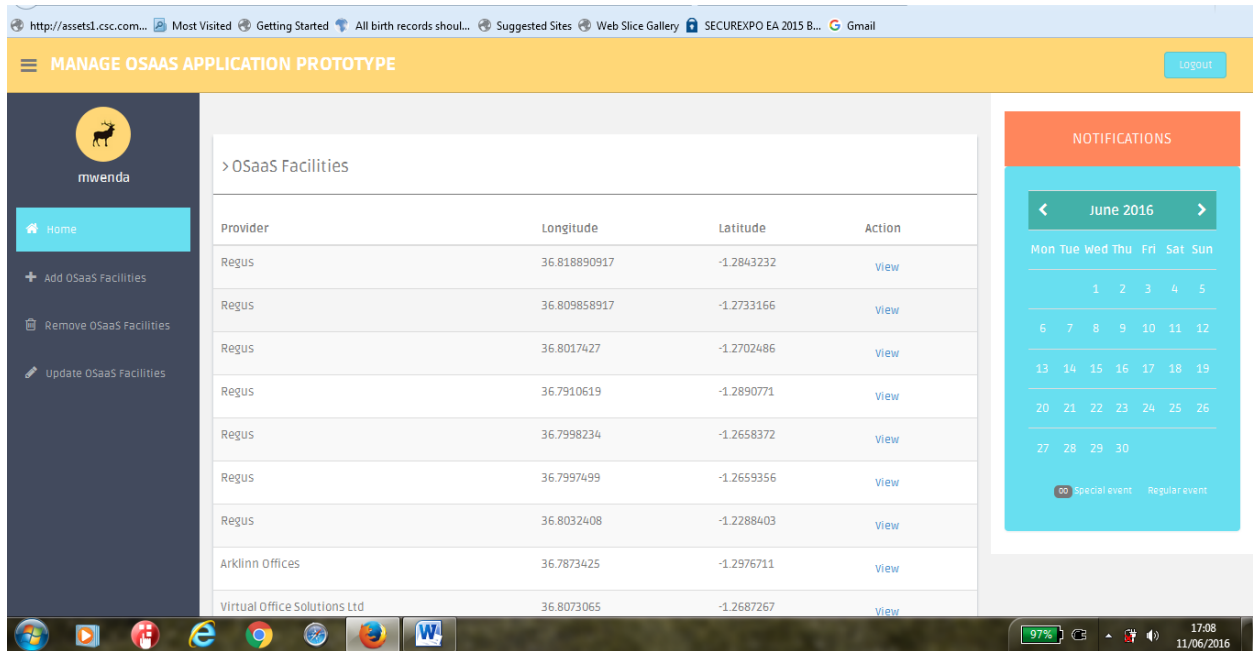 http://assets1.csc.com... Most Visited Getting Started All birth records shoul... Suggested Sites Web Slice Gallery SECUREXPO EA 2015 B... Gmail
MANAGE OSAAS APPLICATION PROTOTYPE Logout
mwenda
Home
Add OSaaS Facilities
Remove OSaaS Facilities
Update OSaaS Facilities
>OSaaS Facilities
Provider Longitude Latitude Action
Regus 36.818890917 -1.2843232 View
Regus 36.809858917 -1.2733166 View
Regus 36.8017427 -1.2702486 View
Regus 36.7910619 -1.2890771 View
Regus 36.7998234 -1.2658372 View
Regus 36.7997499 -1.2659356 View
Regus 36.8032408 -1.2288403 View
Arklinn Offices 36.7873425 -1.2976711 View
Virtual Office Solutions Ltd 36.8073065 -1.2687267 View
NOTIFICATIONS
June 2016
Mon Tue Wed Thu Fri Sat Sun
1 2 3 4 5
6 7 8 9 10 11 12
13 14 15 16 17 18 19
20 21 22 23 24 25 26
27 28 29 30
00 Special event Regular event
97% 17:08
11/06/2016